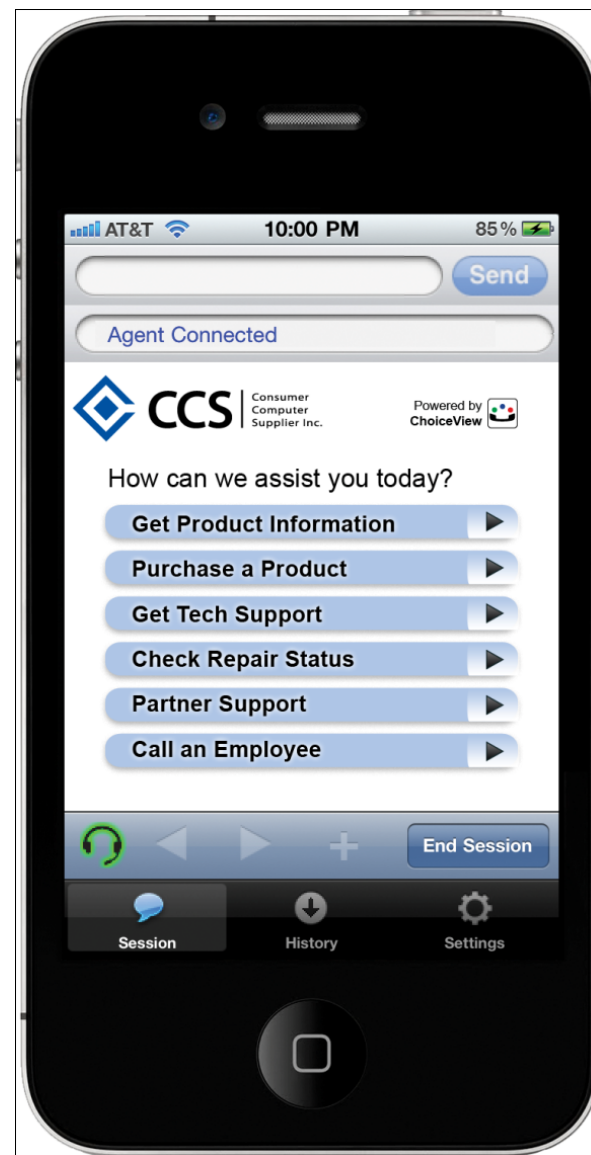 AT&T 10:00 PM 85%
Send
Agent Connected
CCS Consumer
Computer
Supplier Inc.
Powered by
ChoiceView
How can we assist you today?
Get Product Information
Purchase a Product
Get Tech Support
Check Repair Status
Partner Support
Call an Employee
End Session
Session History Settings